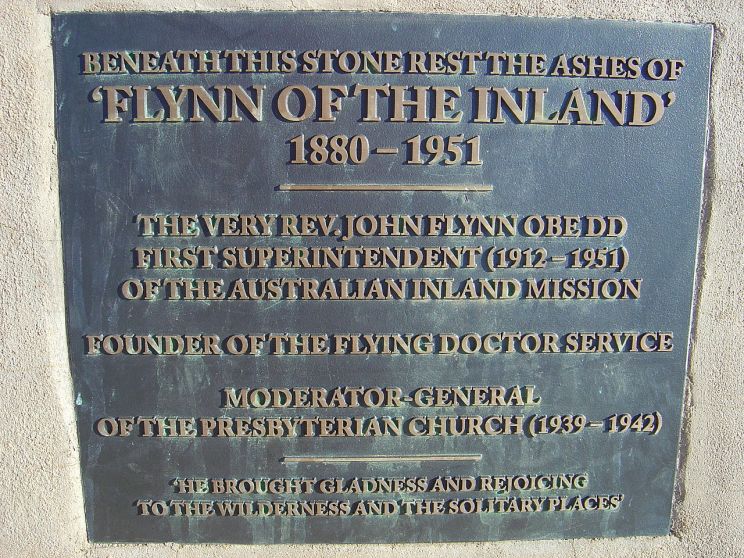 BENEATH THIS STONE REST THE ASHES OF
'FLYNN OF THE INLAND'
1880 – 1951
THE VERY REV. JOHN FLYNN OBE DD
FIRST SUPERINTENDENT (1912 – 1951)
OF THE AUSTRALIAN INLAND MISSION
FOUNDER OF THE FLYING DOCTOR SERVICE
MODERATOR-GENERAL
OF THE PRESBYTERIAN CHURCH (1939 – 1942)
'HE BROUGHT GLADNESS AND REJOICING
TO THE WILDERNESS AND THE SOLITARY PLACES'